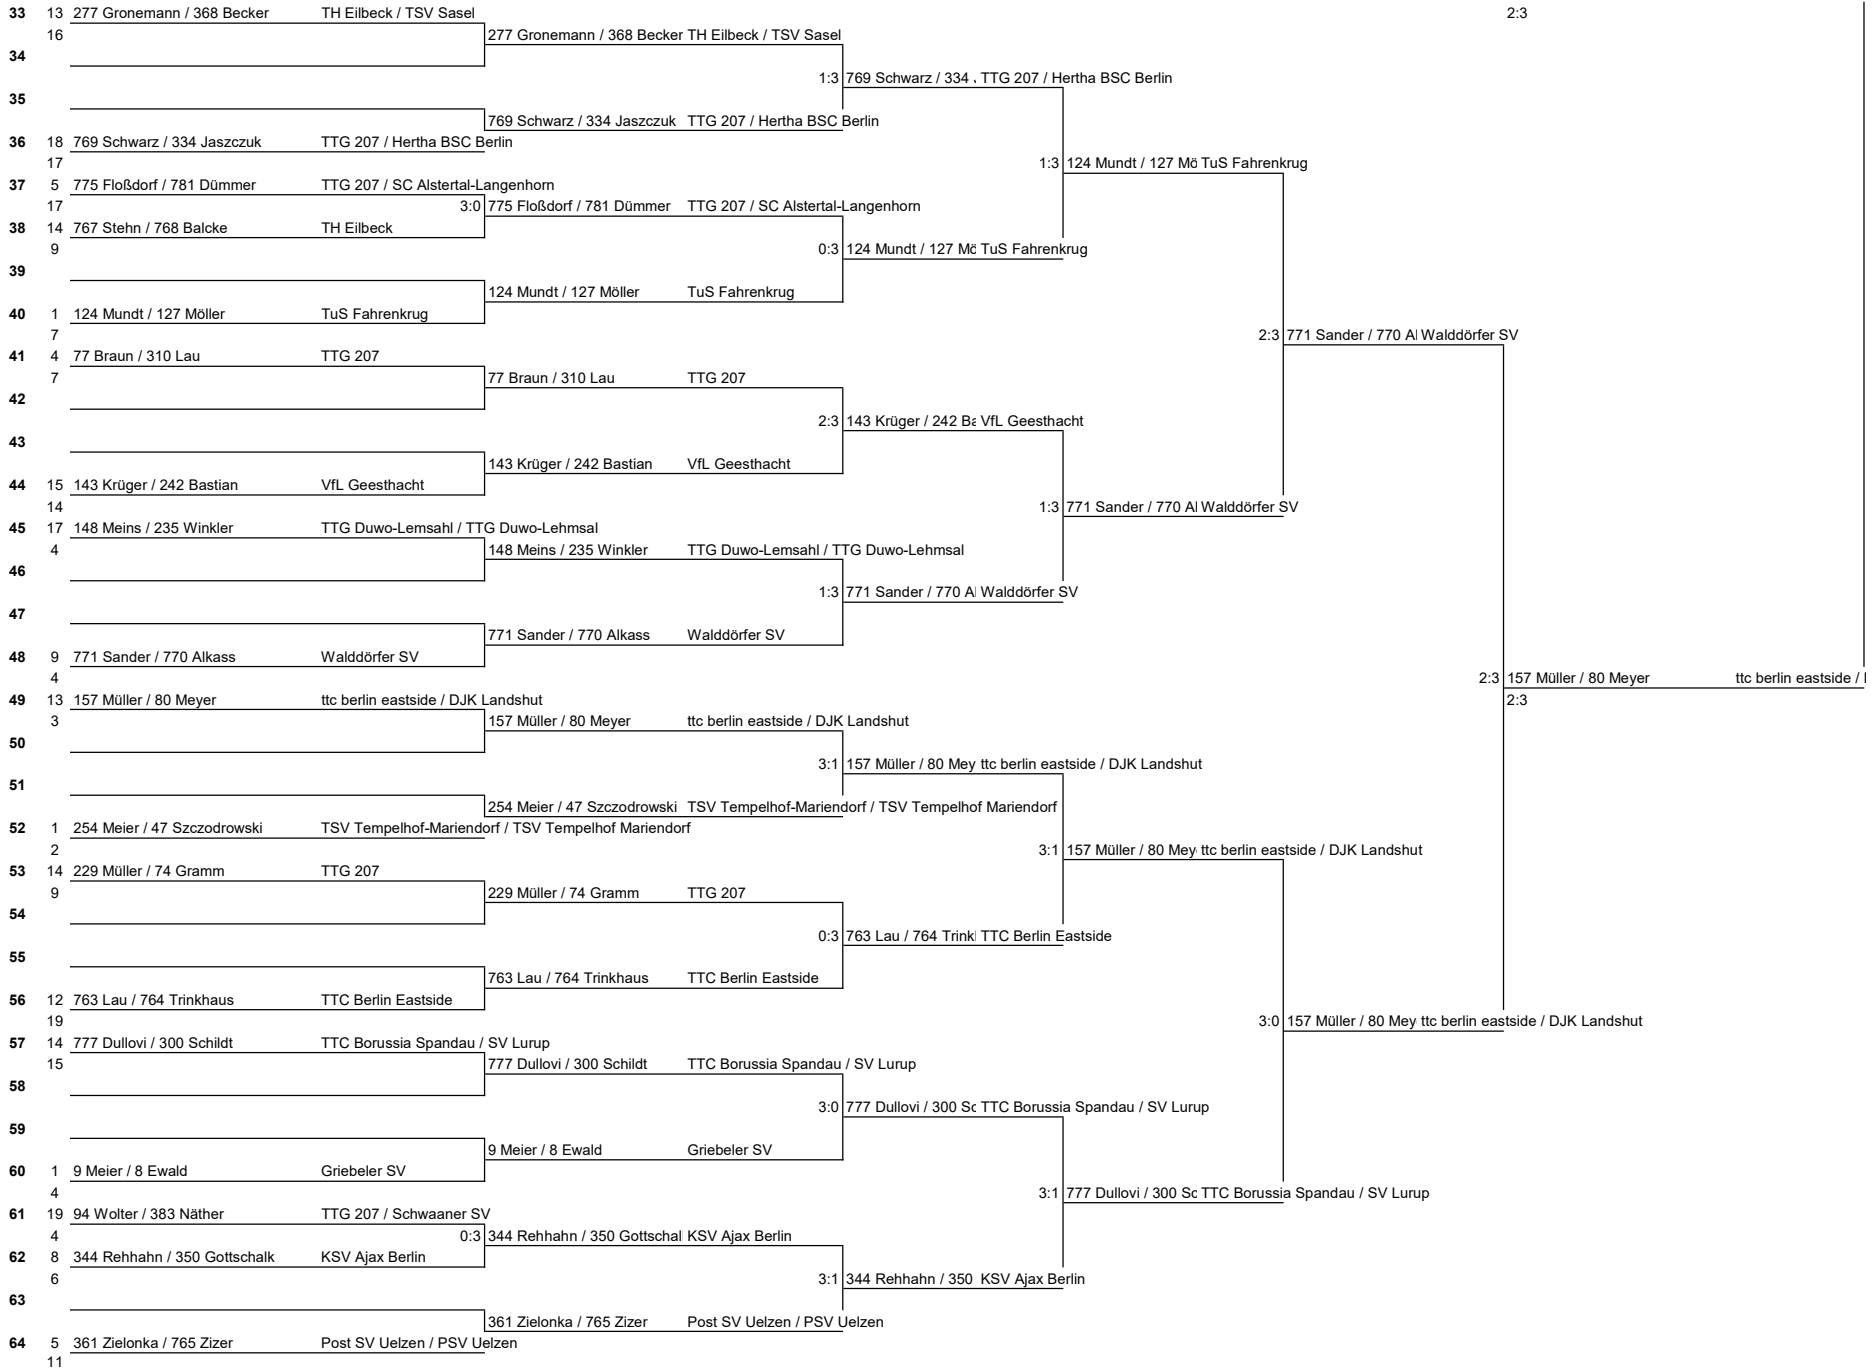 33 13 277 Gronemann / 368 Becker TH Eilbeck / TSV Sasel 2:3
16 277 Gronemann / 368 Becker TH Eilbeck / TSV Sasel
34
1:3 769 Schwarz / 334 TTG 207 / Hertha BSC Berlin
35
769 Schwarz / 334 Jaszczuk TTG 207 / Hertha BSC Berlin
36 18 769 Schwarz / 334 Jaszczuk TTG 207 / Hertha BSC Berlin
17 1:3 124 Mundt / 127 Mö TuS Fahrenkrug
37 5 775 Floßdorf / 781 Dümmer TTG 207 / SC Alstertal-Langenhorn
17 3:0 775 Floßdorf / 781 Dümmer TTG 207 / SC Alstertal-Langenhorn
38 14 767 Stehn / 768 Balcke TH Eilbeck
9 0:3 124 Mundt / 127 Mö TuS Fahrenkrug
39
124 Mundt / 127 Möller TuS Fahrenkrug
40 1 124 Mundt / 127 Möller TuS Fahrenkrug
7 2:3 771 Sander / 770 Al Walddörfer SV
41 4 77 Braun / 310 Lau TTG 207
7 77 Braun / 310 Lau TTG 207
42
2:3 143 Krüger / 242 Ba VfL Geesthacht
43
143 Krüger / 242 Bastian VfL Geesthacht
44 15 143 Krüger / 242 Bastian VfL Geesthacht
14 1:3 771 Sander / 770 Al Walddörfer SV
45 17 148 Meins / 235 Winkler TTG Duwo-Lemsahl / TTG Duwo-Lehmsal
4 148 Meins / 235 Winkler TTG Duwo-Lemsahl / TTG Duwo-Lehmsal
46
1:3 771 Sander / 770 Al Walddörfer SV
47
771 Sander / 770 Alkass Walddörfer SV
48 9 771 Sander / 770 Alkass Walddörfer SV
4 2:3 157 Müller / 80 Meyer ttc berlin eastside /
49 13 157 Müller / 80 Meyer ttc berlin eastside / DJK Landshut 2:3
3 157 Müller / 80 Meyer ttc berlin eastside / DJK Landshut
50
3:1 157 Müller / 80 Mey ttc berlin eastside / DJK Landshut
51
254 Meier / 47 Szczodrowski TSV Tempelhof-Mariendorf / TSV Tempelhof Mariendorf
52 1 254 Meier / 47 Szczodrowski TSV Tempelhof-Mariendorf / TSV Tempelhof Mariendorf
2 3:1 157 Müller / 80 Mey ttc berlin eastside / DJK Landshut
53 14 229 Müller / 74 Gramm TTG 207
9 229 Müller / 74 Gramm TTG 207
54
0:3 763 Lau / 764 Trink TTC Berlin Eastside
55
763 Lau / 764 Trinkhaus TTC Berlin Eastside
56 12 763 Lau / 764 Trinkhaus TTC Berlin Eastside
19 3:0 157 Müller / 80 Mey ttc berlin eastside / DJK Landshut
57 14 777 Dullovi / 300 Schildt TTC Borussia Spandau / SV Lurup
15 777 Dullovi / 300 Schildt TTC Borussia Spandau / SV Lurup
58
3:0 777 Dullovi / 300 Sc TTC Borussia Spandau / SV Lurup
59
9 Meier / 8 Ewald Griebeler SV
60 1 9 Meier / 8 Ewald Griebeler SV
4 3:1 777 Dullovi / 300 Sc TTC Borussia Spandau / SV Lurup
61 19 94 Wolter / 383 Näther TTG 207 / Schwaaner SV
4 0:3 344 Rehhahn / 350 Gottschal KSV Ajax Berlin
62 8 344 Rehhahn / 350 Gottschalk KSV Ajax Berlin
6 3:1 344 Rehhahn / 350 KSV Ajax Berlin
63
361 Zielonka / 765 Zizer Post SV Uelzen / PSV Uelzen
64 5 361 Zielonka / 765 Zizer Post SV Uelzen / PSV Uelzen
11